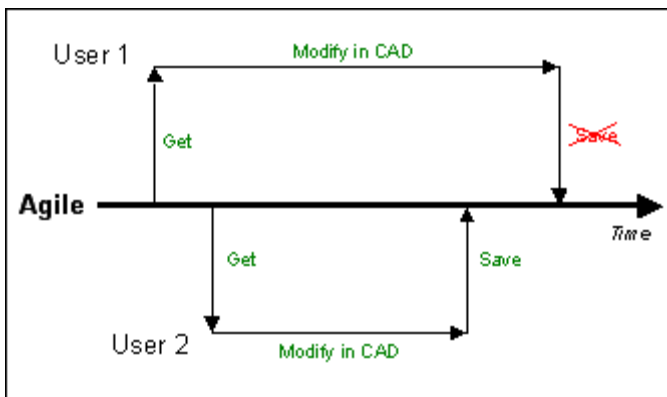 User 1
Modify in CAD
Get
Save
Agile
Time
Get
Save
User 2
Modify in CAD